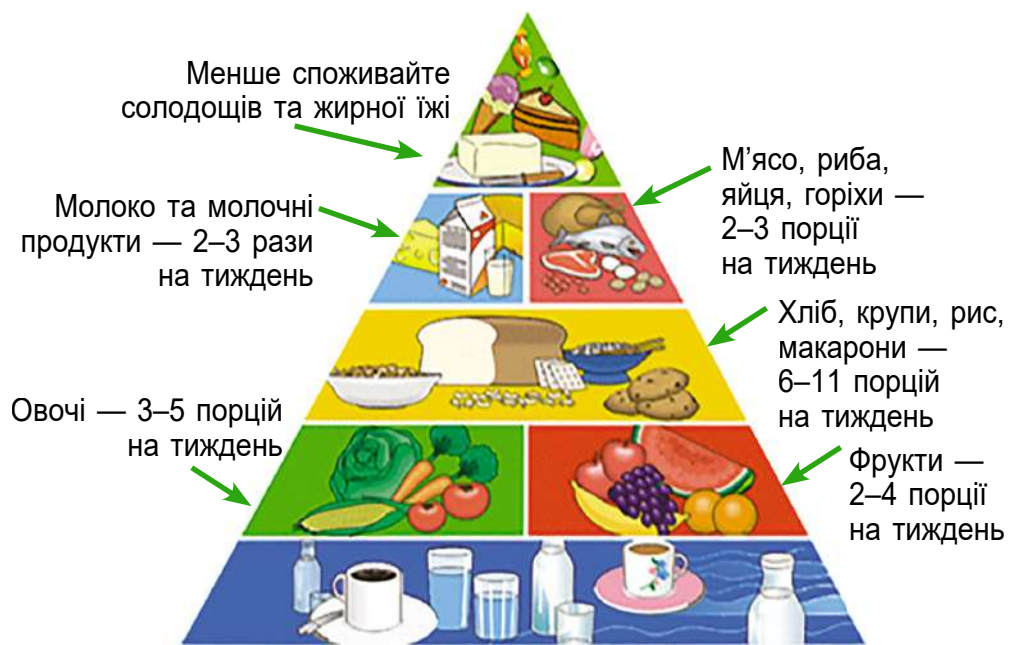 Менше споживайте
солодощів та жирної їжі
Молоко та молочні
продукти — 2–3 рази
на тиждень
М’ясо, риба,
яйця, горіхи —
2–3 порції
на тиждень
Хліб, крупи, рис,
макарони —
6–11 порцій
на тиждень
Овочі — 3–5 порцій
на тиждень
Фрукти —
2–4 порції
на тиждень